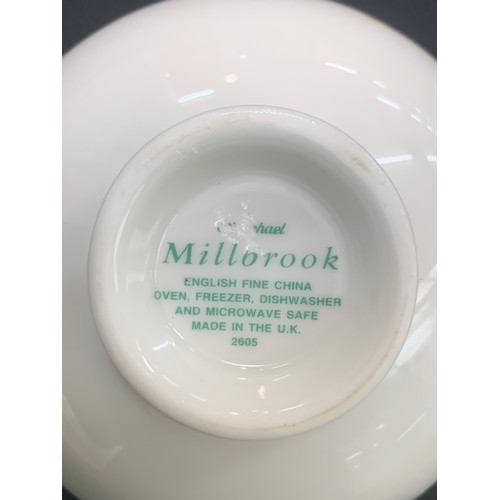 Millbrook
ENGLISH FINE CHINA
OVEN, FREEZER, DISHWASHER
AND MICROWAVE SAFE
MADE IN THE U.K.
2605